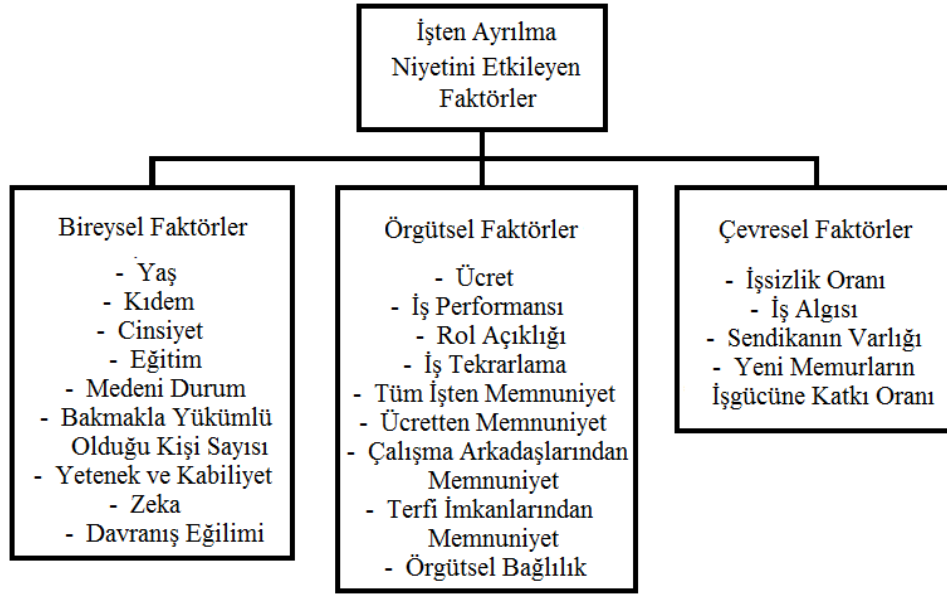 İşten Ayrılma
Niyetini Etkileyen
Faktörler
Bireysel Faktörler
- Yaş
- Kıdem
- Cinsiyet
- Eğitim
- Medeni Durum
- Bakmakla Yükümlü
Olduğu Kişi Sayısı
- Yetenek ve Kabiliyet
- Zeka
- Davranış Eğilimi
Örgütsel Faktörler
- Ücret
- İş Performansı
- Rol Açıklığı
- İş Tekrarlama
- Tüm İşten Memnuniyet
- Ücretten Memnuniyet
- Çalışma Arkadaşlarından
Memnuniyet
- Terfi İmkanlarından
Memnuniyet
- Örgütsel Bağlılık
Çevresel Faktörler
- İşsizlik Oranı
- İş Algısı
- Sendikanın Varlığı
- Yeni Memurların
İşgücüne Katkı Oranı